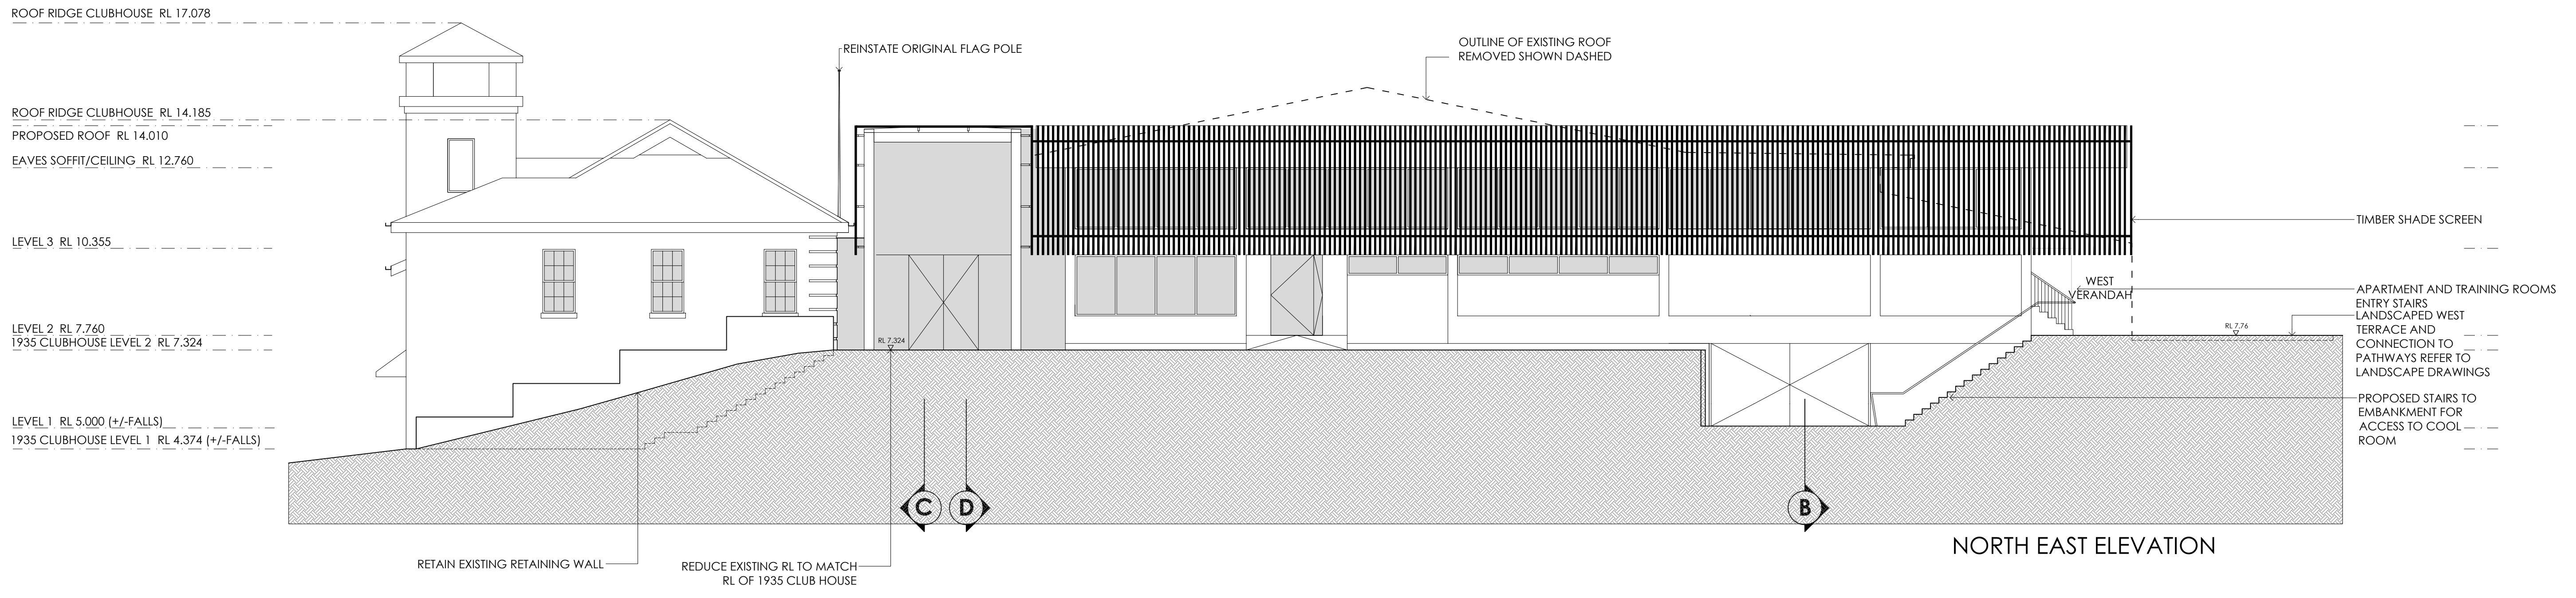 ROOF RIDGE CLUBHOUSE RL 17.078
ROOF RIDGE CLUBHOUSE RL 14.185
PROPOSED ROOF RL 14.010
EAVES SOFFIT/CEILING RL 12.760
LEVEL 3 RL 10.355
LEVEL 2 RL 7.760
1935 CLUBHOUSE LEVEL 2 RL 7.324
LEVEL 1 RL 5.000 (+/-FALLS)
1935 CLUBHOUSE LEVEL 1 RL 4.374 (+/-FALLS)
REINSTATE ORIGINAL FLAG POLE
OUTLINE OF EXISTING ROOF
REMOVED SHOWN DASHED
RL 7.324
C
D
B
RETAIN EXISTING RETAINING WALL
REDUCE EXISTING RL TO MATCH
RL OF 1935 CLUB HOUSE
WEST
VERANDAH
RL 7.76
TIMBER SHADE SCREEN
APARTMENT AND TRAINING ROOMS
ENTRY STAIRS
LANDSCAPED WEST
TERRACE AND
CONNECTION TO
PATHWAYS REFER TO
LANDSCAPE DRAWINGS
PROPOSED STAIRS TO
EMBANKMENT FOR
ACCESS TO COOL
ROOM
NORTH EAST ELEVATION